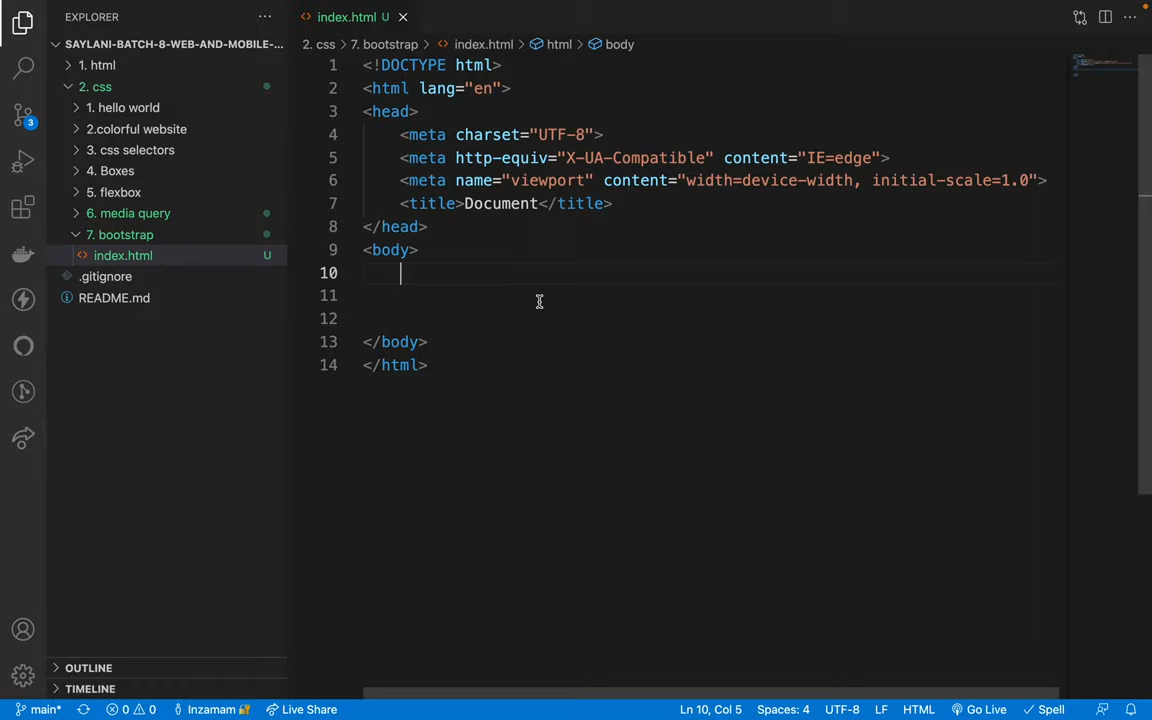 EXPLORER
SAYLANI-BATCH-8-WEB-AND-MOBILE-...
1. html
2. css
1. hello world
2.colorful website
3. css selectors
4. Boxes
5. flexbox
6. media query
7. bootstrap
index.html U
.gitignore
README.md
OUTLINE
TIMELINE
3
index.html U
2. css > 7. bootstrap > index.html > html > body
1 <!DOCTYPE html>
2 <html lang="en">
3 <head>
4 <meta charset="UTF-8">
5 <meta http-equiv="X-UA-Compatible" content="IE=edge">
6 <meta name="viewport" content="width=device-width, initial-scale=1.0">
7 <title>Document</title>
8 </head>
9 <body>
10
11
12
13 </body>
14 </html>
main* 0 0 Inzamam Live Share Ln 10, Col 5 Spaces: 4 UTF-8 LF HTML Go Live Spell